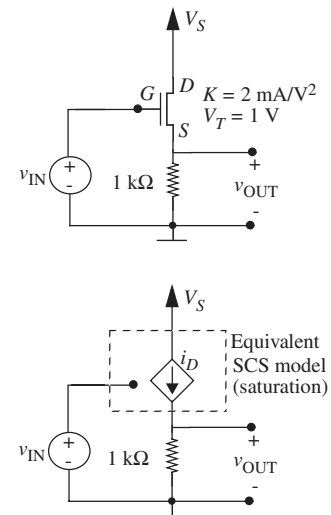 V_S
G
D
K = 2 mA/V²
V_T = 1 V
S
+
v_IN
-
1 kΩ
+
v_OUT
-
V_S
i_D
Equivalent
SCS model
(saturation)
+
v_IN
-
1 kΩ
+
v_OUT
-